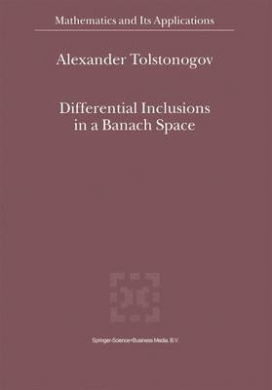 Mathematics and Its Applications
Alexander Tolstonogov
Differential Inclusions
in a Banach Space
Springer-Science+Business Media, B.V.